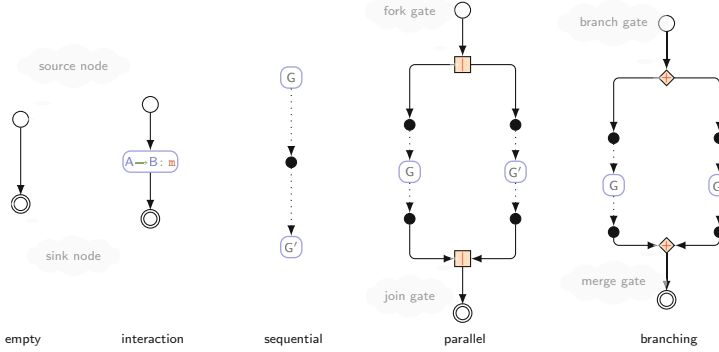 fork gate
branch gate
source node
G
A→B: m
G
G′
G
G
G′
sink node
join gate
merge gate
empty
interaction
sequential
parallel
branching